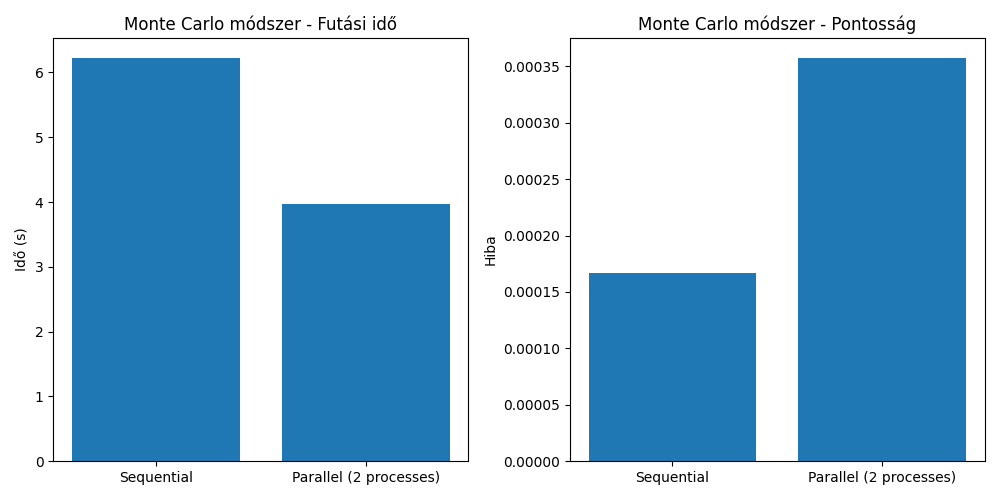 Monte Carlo módszer - Futási idő
Idő (s)
6
5
4
3
2
1
0
Sequential
Parallel (2 processes)
Monte Carlo módszer - Pontosság
Hiba
0.00035
0.00030
0.00025
0.00020
0.00015
0.00010
0.00005
0.00000
Sequential
Parallel (2 processes)